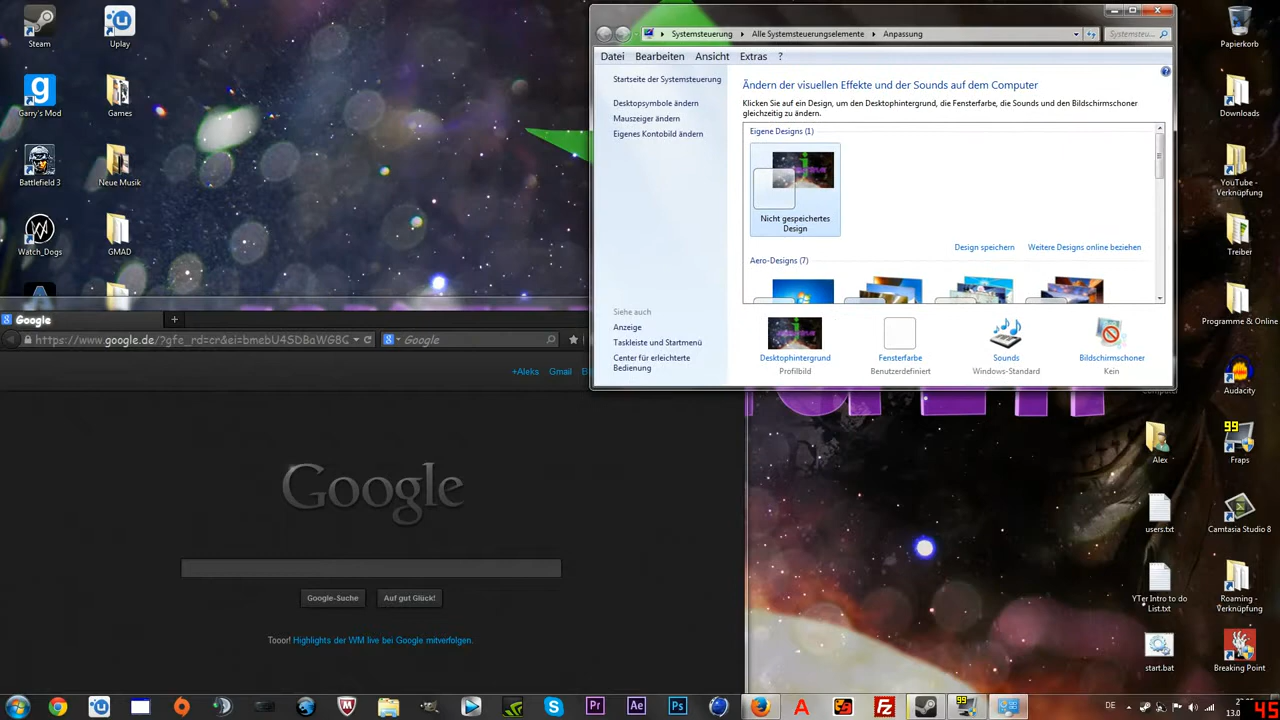 Steam
Uplay
Garry's Mod
Games
Battlefield 3
Neue Musik
Watch_Dogs
GMAD
Systemsteuerung
Alle Systemsteuerungselemente
Anpassung
Systemsteu...
Datei
Bearbeiten
Ansicht
Extras
?
Startseite der Systemsteuerung
Desktopsymbole ändern
Mauszeiger ändern
Eigenes Kontobild ändern
Siehe auch
Anzeige
Taskleiste und Startmenü
Center für erleichterte
Bedienung
Ändern der visuellen Effekte und der Sounds auf dem Computer
Klicken Sie auf ein Design, um den Desktophintergrund, die Fensterfarbe, die Sounds und den Bildschirmschoner
gleichzeitig zu ändern.
Eigene Designs (1)
Nicht gespeichertes
Design
Design speichern
Weitere Designs online beziehen
Aero-Designs (7)
Desktophintergrund
Profilbild
Fensterfarbe
Benutzerdefiniert
Sounds
Windows-Standard
Bildschirmschoner
Kein
Papierkorb
Downloads
YouTube -
Verknüpfung
Treiber
Programme & Online
Audacity
99
Fraps
Alex
users.txt
Camtasia Studio 8
YTer Intro to do
List.txt
Roaming -
Verknüpfung
start.bat
Breaking Point
Google
+
https://www.google.de/?gfe_rd=cr&ei=bmebU4SDBaWG8C
Google
+Aleks
Gmail
Google
Google-Suche
Auf gut Glück!
Tooor! Highlights der WM live bei Google mitverfolgen.
Pr
Ae
Ps
99
DE
45